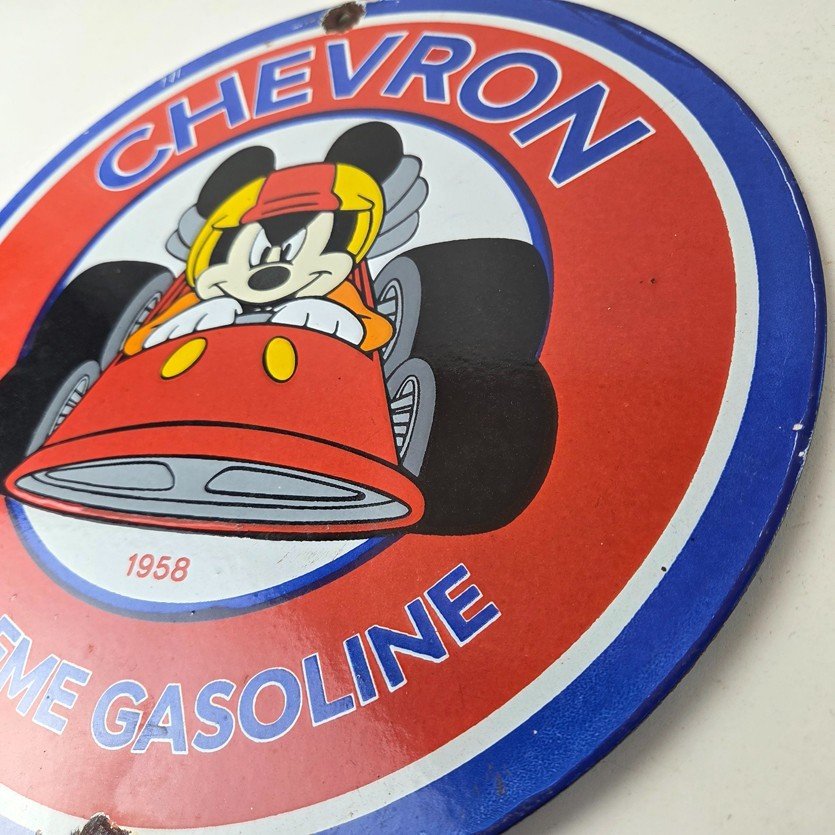 CHEVRON
1958
EME GASOLINE